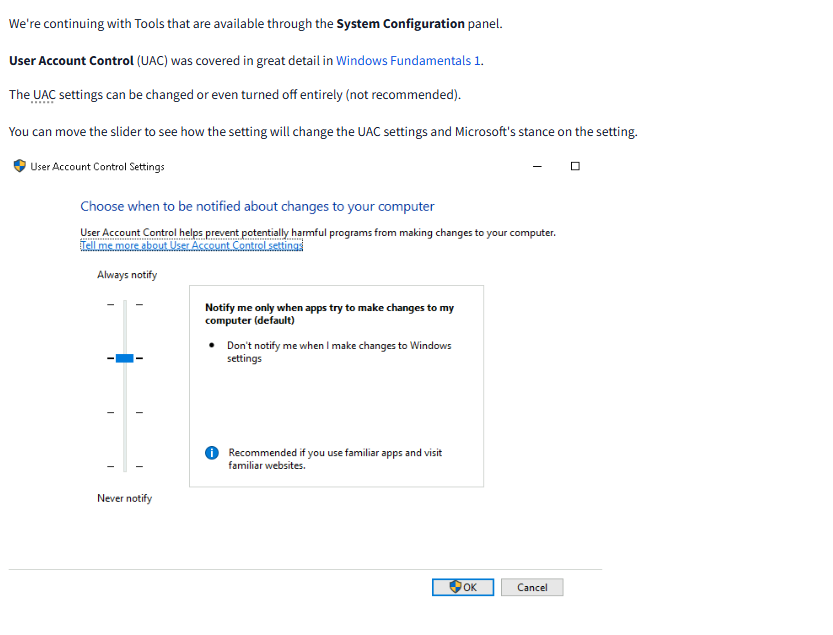 We're continuing with Tools that are available through the System Configuration panel.
User Account Control (UAC) was covered in great detail in Windows Fundamentals 1.
The UAC settings can be changed or even turned off entirely (not recommended).
You can move the slider to see how the setting will change the UAC settings and Microsoft's stance on the setting.
User Account Control Settings
Choose when to be notified about changes to your computer
User Account Control helps prevent potentially harmful programs from making changes to your computer.
Tell me more about User Account Control settings
Always notify
Notify me only when apps try to make changes to my
computer (default)
Don't notify me when I make changes to Windows
settings
Recommended if you use familiar apps and visit
familiar websites.
Never notify
OK
Cancel